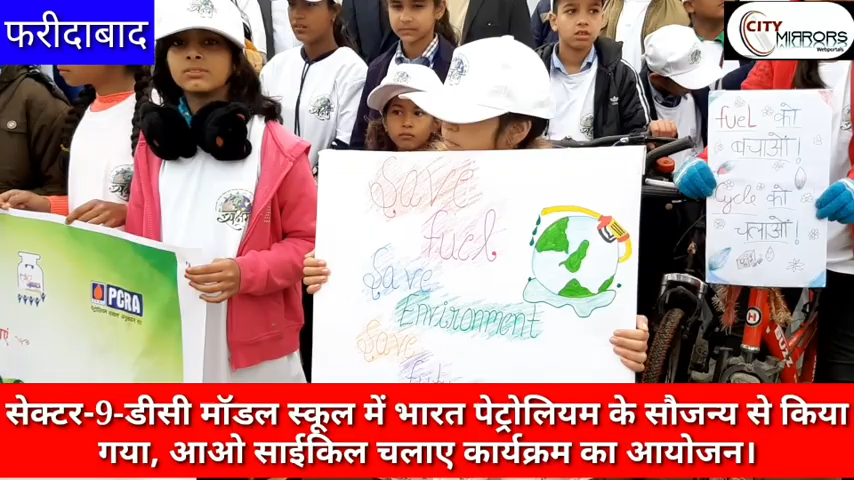 फरीदाबाद
CITY MIRRORS
Webportals
fueL को
बचाओं!
Cycle को
चलाओं!
Save
fuel
Save
Environment
Save
PCRA
सेक्टर-9-डीसी मॉडल स्कूल में भारत पेट्रोलियम के सौजन्य से किया
गया, आओ साईकिल चलाए कार्यक्रम का आयोजन।